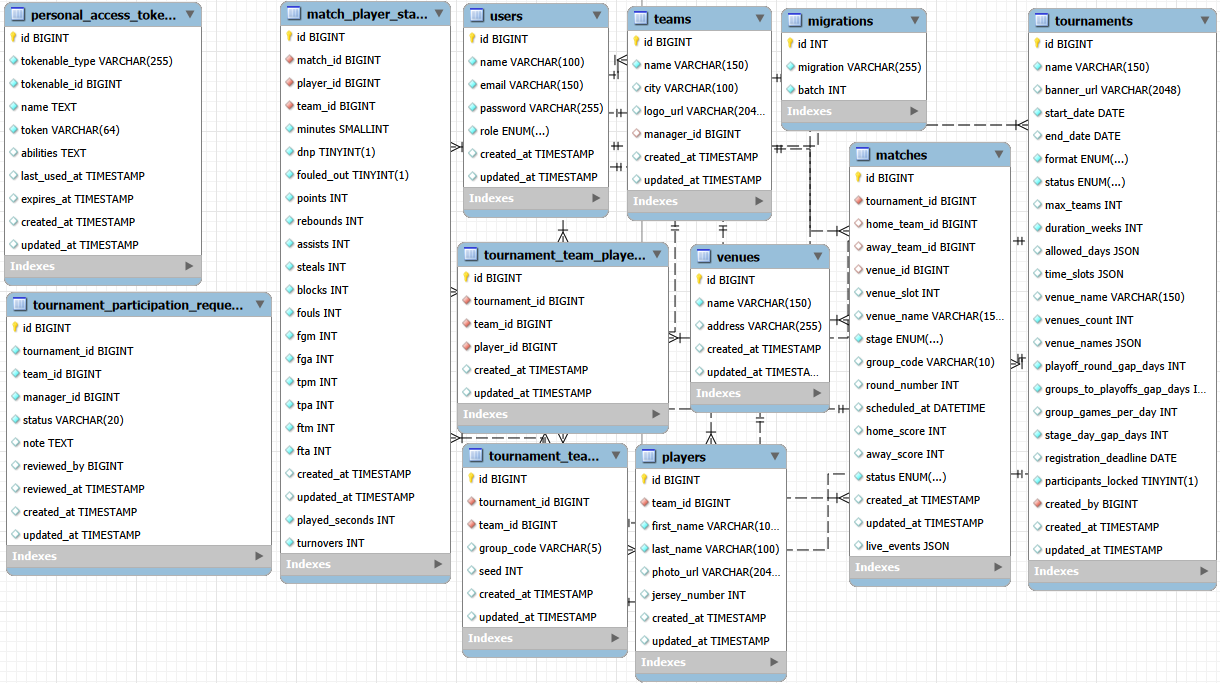 personal_access_toke...
id BIGINT
tokenable_type VARCHAR(255)
tokenable_id BIGINT
name TEXT
token VARCHAR(64)
abilities TEXT
last_used_at TIMESTAMP
expires_at TIMESTAMP
created_at TIMESTAMP
updated_at TIMESTAMP
Indexes
tournament_participation_reque...
id BIGINT
tournament_id BIGINT
team_id BIGINT
manager_id BIGINT
status VARCHAR(20)
note TEXT
reviewed_by BIGINT
reviewed_at TIMESTAMP
created_at TIMESTAMP
updated_at TIMESTAMP
Indexes
match_player_sta...
id BIGINT
match_id BIGINT
player_id BIGINT
team_id BIGINT
minutes SMALLINT
dnp TINYINT(1)
fouled_out TINYINT(1)
points INT
rebounds INT
assists INT
steals INT
blocks INT
fouls INT
fgm INT
fga INT
tpm INT
tpa INT
ftm INT
fta INT
created_at TIMESTAMP
updated_at TIMESTAMP
played_seconds INT
turnovers INT
Indexes
users
id BIGINT
name VARCHAR(100)
email VARCHAR(150)
password VARCHAR(255)
role ENUM(...)
created_at TIMESTAMP
updated_at TIMESTAMP
Indexes
tournament_team_playe...
id BIGINT
tournament_id BIGINT
team_id BIGINT
player_id BIGINT
created_at TIMESTAMP
updated_at TIMESTAMP
Indexes
tournament_tea...
id BIGINT
tournament_id BIGINT
team_id BIGINT
group_code VARCHAR(5)
seed INT
created_at TIMESTAMP
updated_at TIMESTAMP
Indexes
teams
id BIGINT
name VARCHAR(150)
city VARCHAR(100)
logo_url VARCHAR(204...
manager_id BIGINT
created_at TIMESTAMP
updated_at TIMESTAMP
Indexes
venues
id BIGINT
name VARCHAR(150)
address VARCHAR(255)
created_at TIMESTAMP
updated_at TIMESTA...
Indexes
players
id BIGINT
team_id BIGINT
first_name VARCHAR(10...
last_name VARCHAR(100)
photo_url VARCHAR(204...
jersey_number INT
created_at TIMESTAMP
updated_at TIMESTAMP
Indexes
migrations
id INT
migration VARCHAR(255)
batch INT
Indexes
matches
id BIGINT
tournament_id BIGINT
home_team_id BIGINT
away_team_id BIGINT
venue_id BIGINT
venue_slot INT
venue_name VARCHAR(15...
stage ENUM(...)
group_code VARCHAR(10)
round_number INT
scheduled_at DATETIME
home_score INT
away_score INT
status ENUM(...)
created_at TIMESTAMP
updated_at TIMESTAMP
live_events JSON
Indexes
tournaments
id BIGINT
name VARCHAR(150)
banner_url VARCHAR(2048)
start_date DATE
end_date DATE
format ENUM(...)
status ENUM(...)
max_teams INT
duration_weeks INT
allowed_days JSON
time_slots JSON
venue_name VARCHAR(150)
venues_count INT
venue_names JSON
playoff_round_gap_days INT
groups_to_playoffs_gap_days I...
group_games_per_day INT
stage_day_gap_days INT
registration_deadline DATE
participants_locked TINYINT(1)
created_by BIGINT
created_at TIMESTAMP
updated_at TIMESTAMP
Indexes